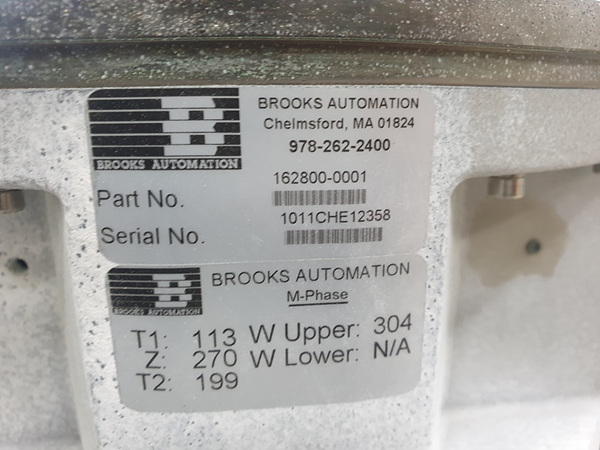 B
BROOKS AUTOMATION
BROOKS AUTOMATION
Chelmsford, MA 01824
978-262-2400
Part No. 162800-0001
Serial No. 1011CHE12358
B
BROOKS AUTOMATION
BROOKS AUTOMATION
M-Phase
T1: 113 W Upper: 304
Z: 270 W Lower: N/A
T2: 199